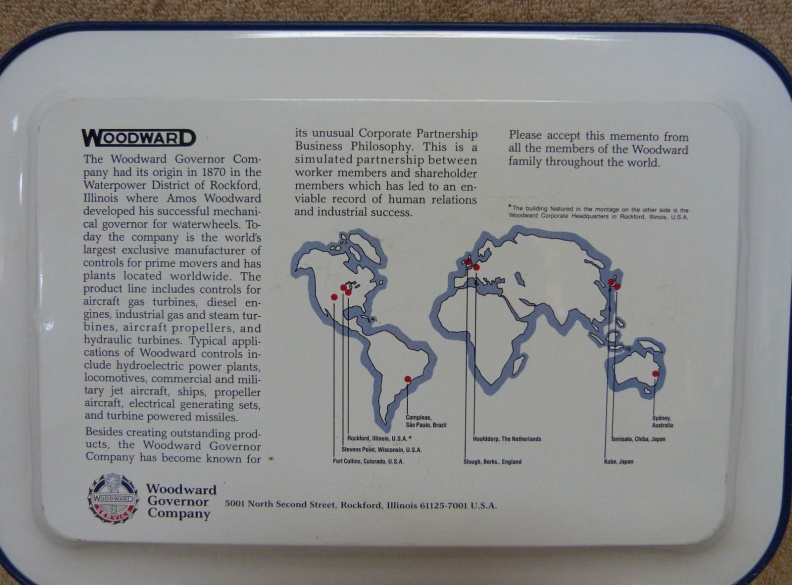 WOODWARD
The Woodward Governor Com-
pany had its origin in 1870 in the
Waterpower District of Rockford,
Illinois where Amos Woodward
developed his successful mechani-
cal governor for waterwheels. To-
day the company is the world's
largest exclusive manufacturer of
controls for prime movers and has
plants located worldwide. The
product line includes controls for
aircraft gas turbines, diesel en-
gines, industrial gas and steam tur-
bines, aircraft propellers, and
hydraulic turbines. Typical appli-
cations of Woodward controls in-
clude hydroelectric power plants,
locomotives, commercial and mili-
tary jet aircraft, ships, propeller
aircraft, electrical generating sets,
and turbine powered missiles.
Besides creating outstanding prod-
ucts, the Woodward Governor
Company has become known for
its unusual Corporate Partnership
Business Philosophy. This is a
simulated partnership between
worker members and shareholder
members which has led to an en-
viable record of human relations
and industrial success.
Please accept this memento from
all the members of the Woodward
family throughout the world.
*The building featured in the montage on the other side is the
Woodward Corporate Headquarters in Rockford, Illinois, U.S.A.
Campinas,
São Paulo, Brazil
Rockford, Illinois, U.S.A. *
Stevens Point, Wisconsin, U.S.A.
Fort Collins, Colorado, U.S.A.
Hoofddorp, The Netherlands
Slough, Berks., England
Sydney,
Australia
Tomisato, Chiba, Japan
Kobe, Japan
WOODWARD
SERVICE
Woodward
Governor
Company
5001 North Second Street, Rockford, Illinois 61125-7001 U.S.A.